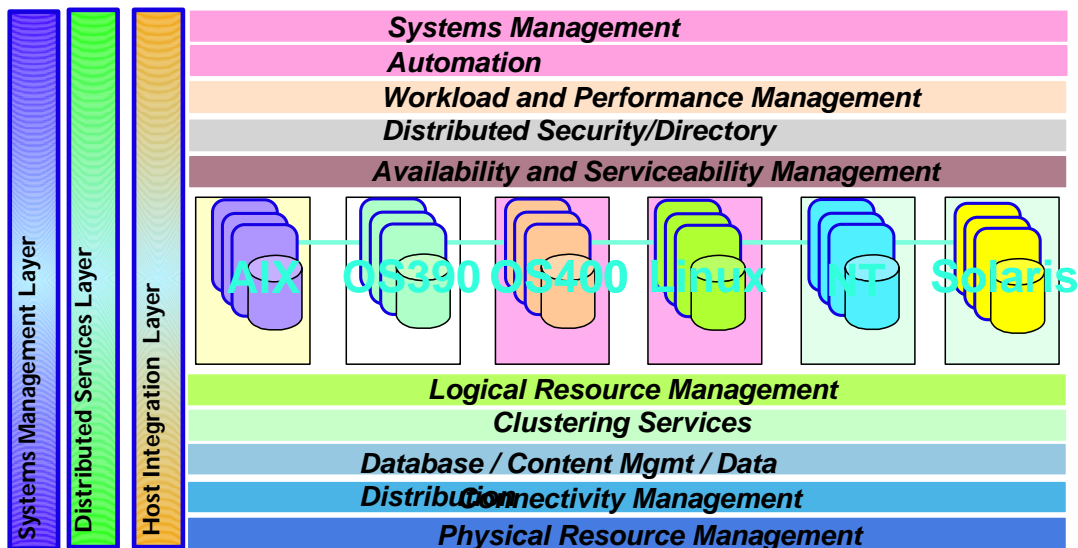 Systems Management Layer
Distributed Services Layer
Host Integration Layer
Systems Management
Automation
Workload and Performance Management
Distributed Security/Directory
Availability and Serviceability Management
AIX
OS390
OS400
Linux
NT
Solaris
Logical Resource Management
Clustering Services
Database / Content Mgmt / Data
Distribution
Connectivity Management
Physical Resource Management